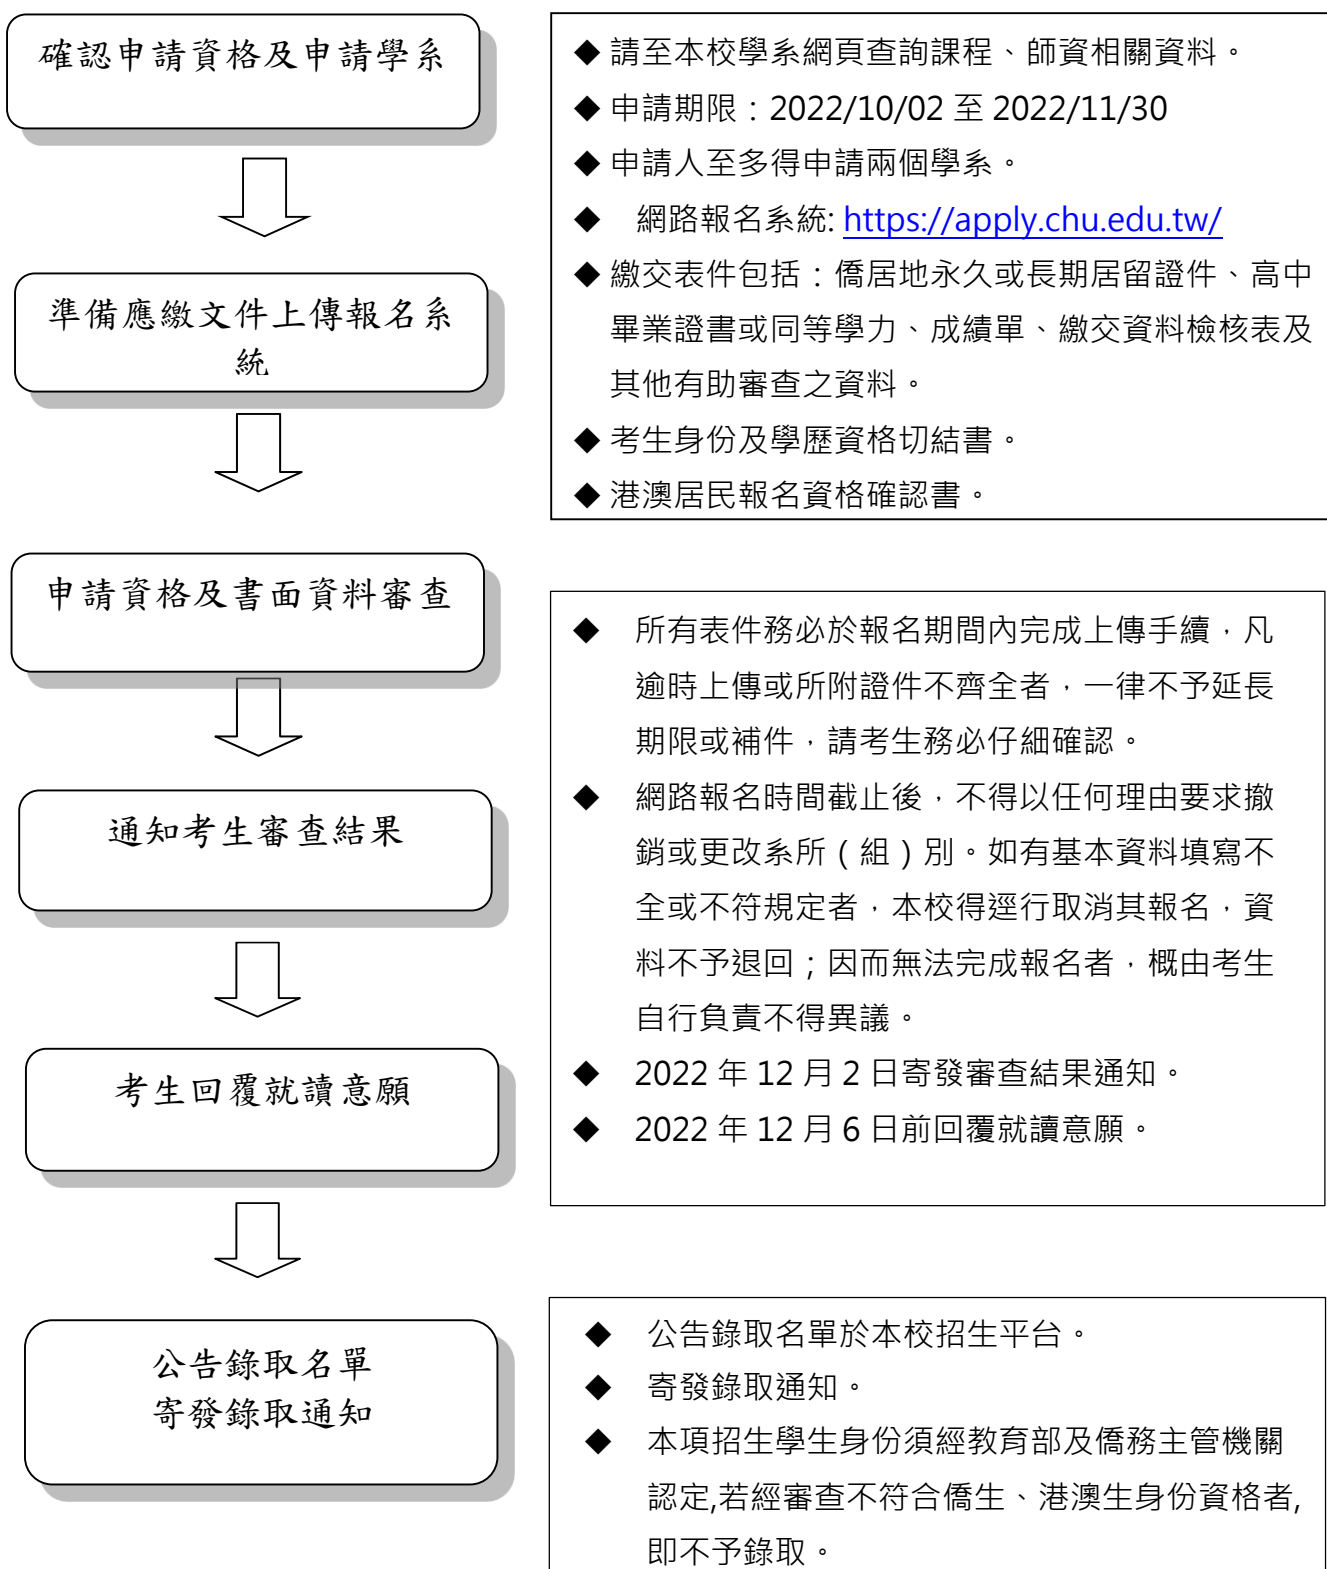 確認申請資格及申請學系
準備應繳文件上傳報名系
統
申請資格及書面資料審查
通知考生審查結果
考生回覆就讀意願
公告錄取名單
寄發錄取通知
◆請至本校學系網頁查詢課程、師資相關資料。
◆申請期限：2022/10/02 至 2022/11/30
◆申請人至多得申請兩個學系。
◆ 網路報名系統: https://apply.chu.edu.tw/
◆繳交表件包括：僑居地永久或長期居留證件、高中
畢業證書或同等學力、成績單、繳交資料檢核表及
其他有助審查之資料。
◆考生身份及學歷資格切結書。
◆港澳居民報名資格確認書。
◆ 所有表件務必於報名期間內完成上傳手續，凡
逾時上傳或所附證件不齊全者，一律不予延長
期限或補件，請考生務必仔細確認。
◆ 網路報名時間截止後，不得以任何理由要求撤
銷或更改系所（組）別。如有基本資料填寫不
全或不符規定者，本校得逕行取消其報名，資
料不予退回；因而無法完成報名者，概由考生
自行負責不得異議。
◆ 2022 年 12 月 2 日寄發審查結果通知。
◆ 2022 年 12 月 6 日前回覆就讀意願。
◆ 公告錄取名單於本校招生平台。
◆ 寄發錄取通知。
◆ 本項招生學生身份須經教育部及僑務主管機關
認定,若經審查不符合僑生、港澳生身份資格者,
即不予錄取。